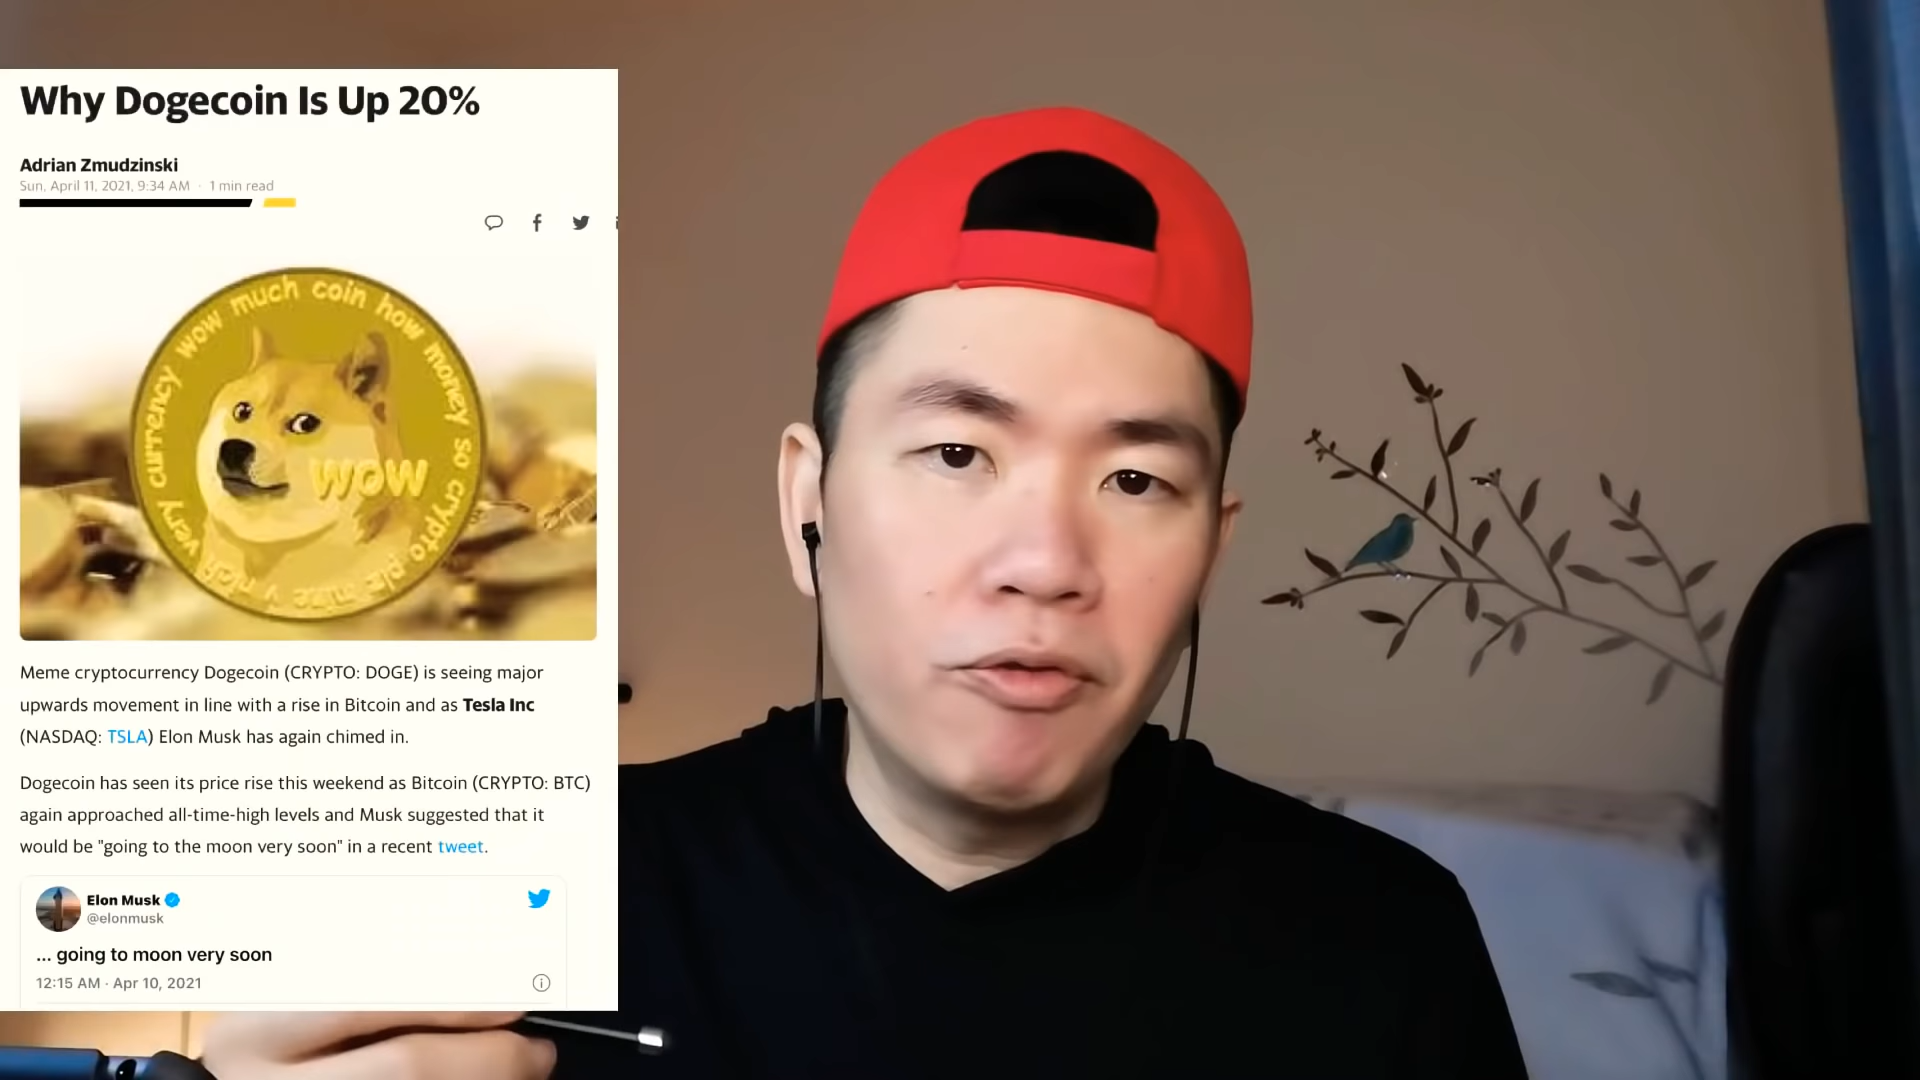 Why Dogecoin Is Up 20%
Adrian Zmudzinski
Sun, April 11, 2021, 9:34 AM · 1 min read
very currency wow much coin how money so crypto plz mine v rich
wow
Meme cryptocurrency Dogecoin (CRYPTO: DOGE) is seeing major
upwards movement in line with a rise in Bitcoin and as Tesla Inc
(NASDAQ: TSLA) Elon Musk has again chimed in.
Dogecoin has seen its price rise this weekend as Bitcoin (CRYPTO: BTC)
again approached all-time-high levels and Musk suggested that it
would be "going to the moon very soon" in a recent tweet.
Elon Musk
@elonmusk
... going to moon very soon
12:15 AM · Apr 10, 2021